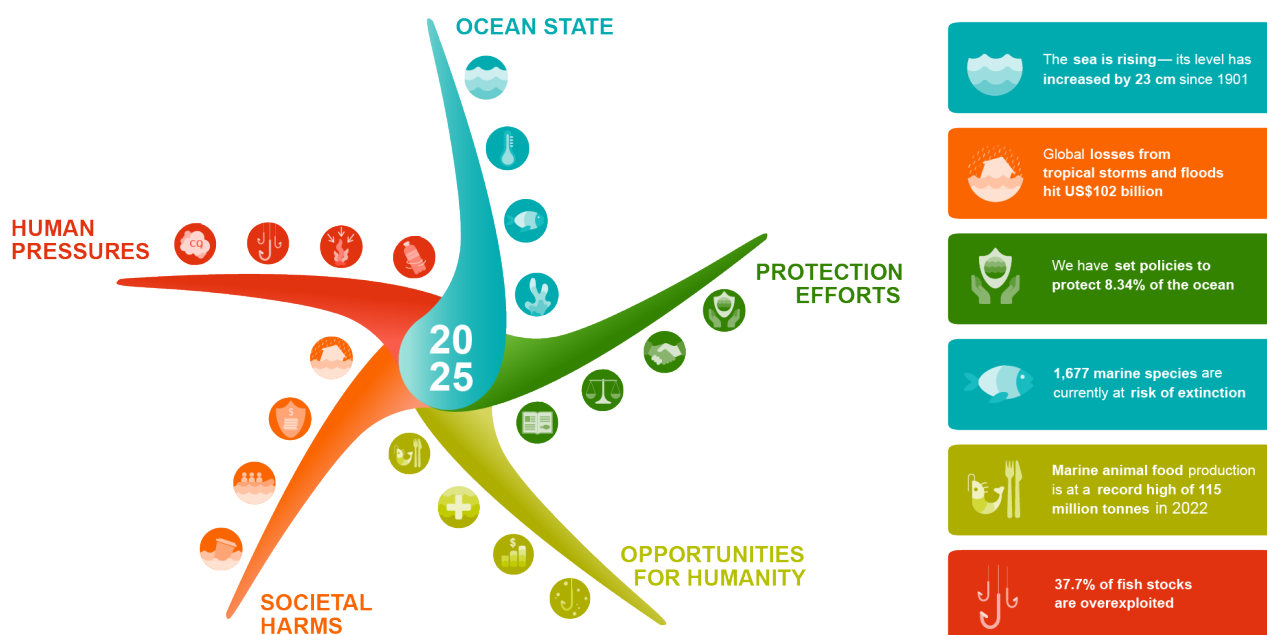 OCEAN STATE
HUMAN
PRESSURES
CO
20
25
PROTECTION
EFFORTS
$
$
OPPORTUNITIES
FOR HUMANITY
SOCIETAL
HARMS
The sea is rising— its level has
increased by 23 cm since 1901
Global losses from
tropical storms and floods
hit US$102 billion
We have set policies to
protect 8.34% of the ocean
1,677 marine species are
currently at risk of extinction
Marine animal food production
is at a record high of 115
million tonnes in 2022
37.7% of fish stocks
are overexploited